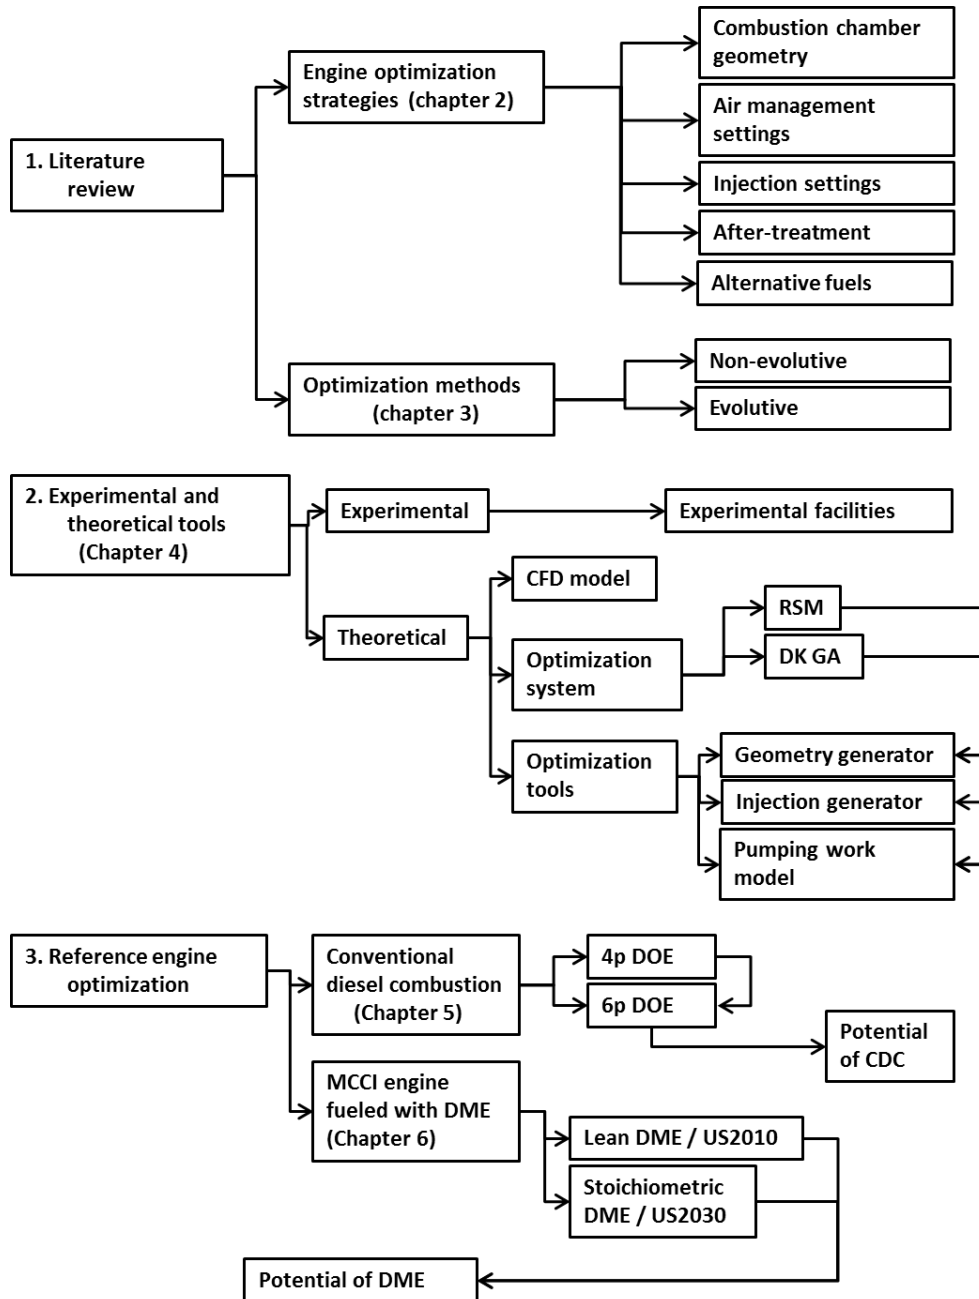 1. Literature
review
Engine optimization
strategies (chapter 2)
Combustion chamber
geometry
Air management
settings
Injection settings
After-treatment
Alternative fuels
Optimization methods
(chapter 3)
Non-evolutive
Evolutive
2. Experimental and
theoretical tools
(Chapter 4)
Experimental
Experimental facilities
Theoretical
CFD model
Optimization
system
RSM
DK GA
Optimization
tools
Geometry generator
Injection generator
Pumping work
model
3. Reference engine
optimization
Conventional
diesel combustion
(Chapter 5)
4p DOE
6p DOE
Potential
of CDC
MCCI engine
fueled with DME
(Chapter 6)
Lean DME / US2010
Stoichiometric
DME / US2030
Potential of DME